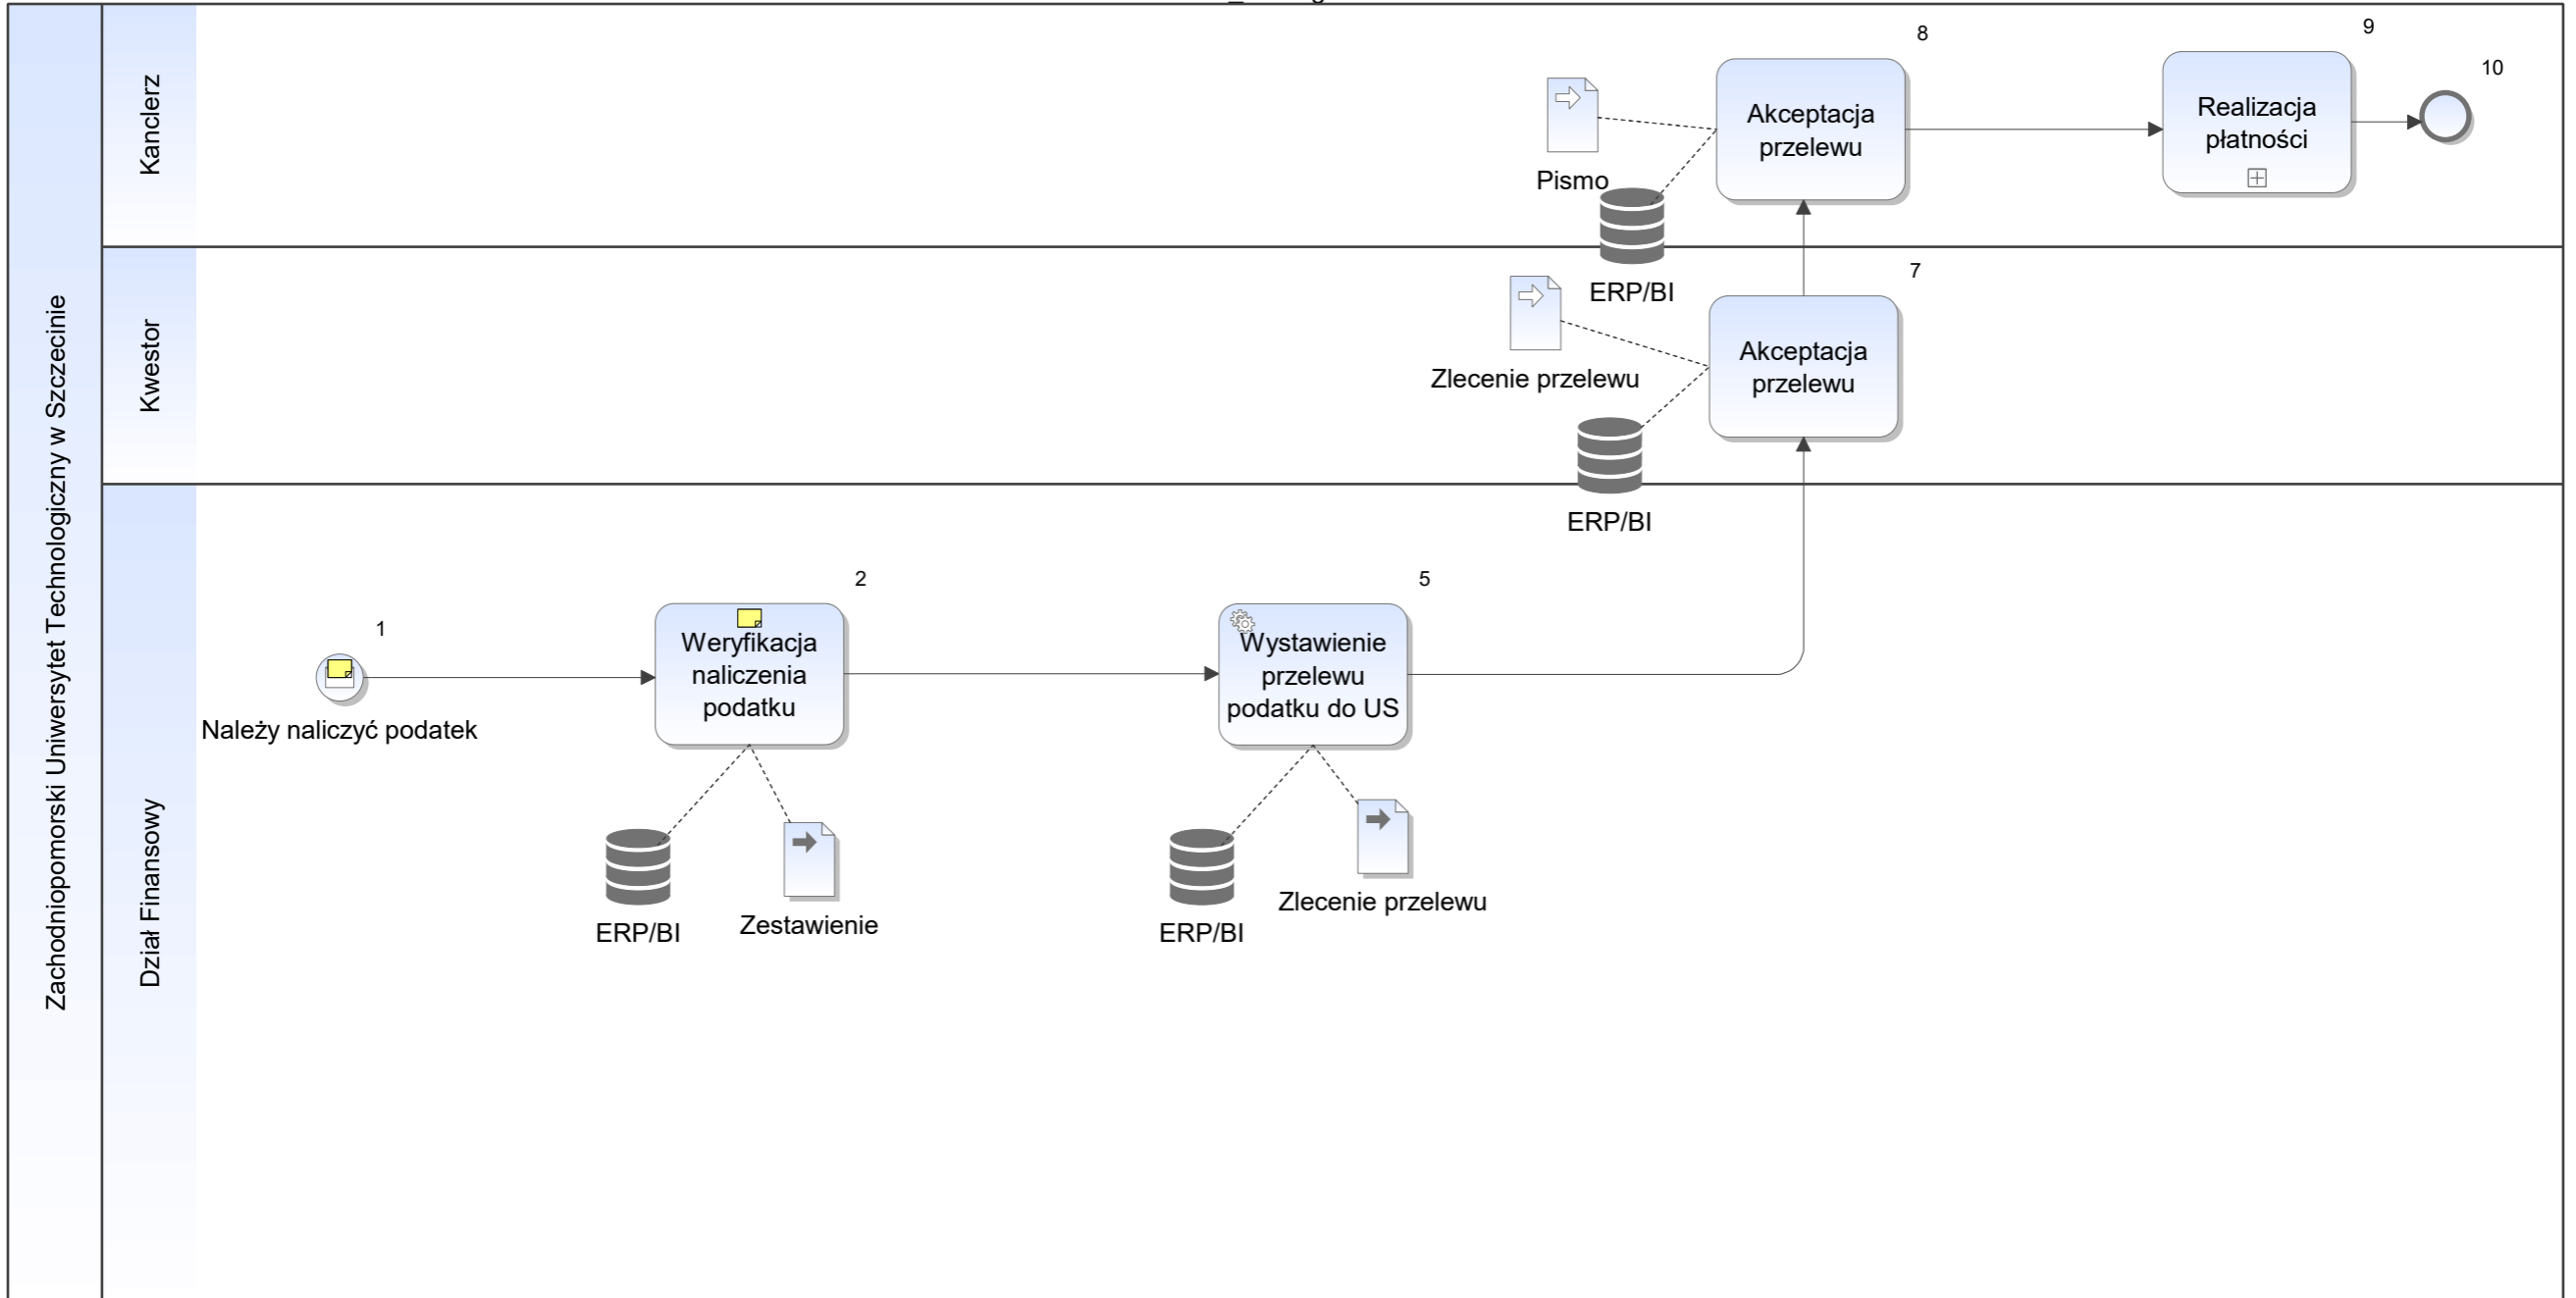 Zachodniopomorski Uniwersytet Technologiczny w Szczecinie
Kanclerz
8
9
10
Akceptacja
przelewu
Realizacja
płatności
Pismo
ERP/BI
Kwestor
7
Akceptacja
przelewu
Zlecenie przelewu
ERP/BI
Dział Finansowy
1
Należy naliczyć podatek
2
Weryfikacja
naliczenia
podatku
5
Wystawienie
przelewu
podatku do US
ERP/BI
Zestawienie
ERP/BI
Zlecenie przelewu